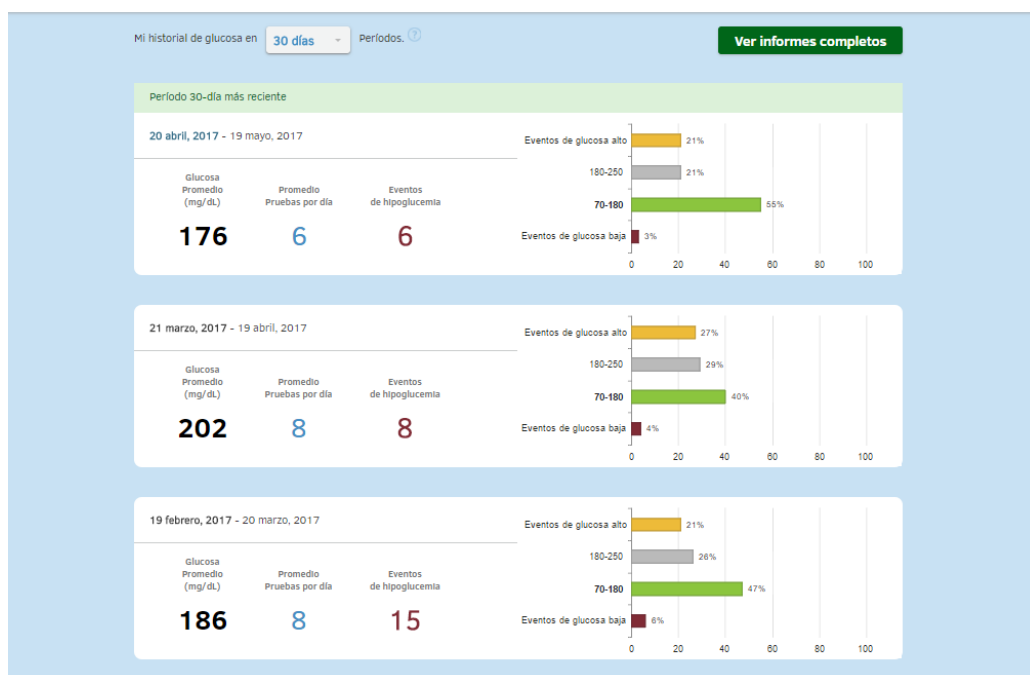 Mi historial de glucosa en 30 días Períodos. ?
Ver informes completos
Período 30-día más reciente
20 abril, 2017 - 19 mayo, 2017
Glucosa
Promedio
(mg/dL)
176
Promedio
Pruebas por día
6
Eventos
de hipoglucemia
6
Eventos de glucosa alto 21%
180-250 21%
70-180 55%
Eventos de glucosa baja 3%
0 20 40 60 80 100
21 marzo, 2017 - 19 abril, 2017
Glucosa
Promedio
(mg/dL)
202
Promedio
Pruebas por día
8
Eventos
de hipoglucemia
8
Eventos de glucosa alto 27%
180-250 29%
70-180 40%
Eventos de glucosa baja 4%
0 20 40 60 80 100
19 febrero, 2017 - 20 marzo, 2017
Glucosa
Promedio
(mg/dL)
186
Promedio
Pruebas por día
8
Eventos
de hipoglucemia
15
Eventos de glucosa alto 21%
180-250 26%
70-180 47%
Eventos de glucosa baja 6%
0 20 40 60 80 100